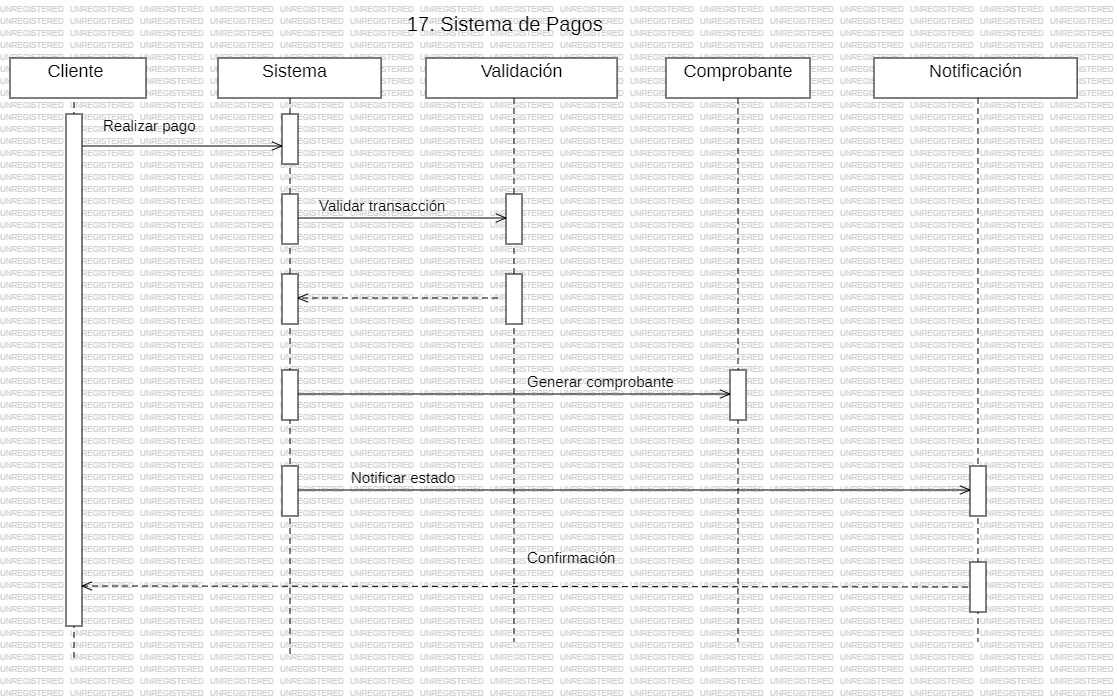 17. Sistema de Pagos
Cliente
Sistema
Validación
Comprobante
Notificación
Realizar pago
Validar transacción
Generar comprobante
Notificar estado
Confirmación
UNREGISTERED